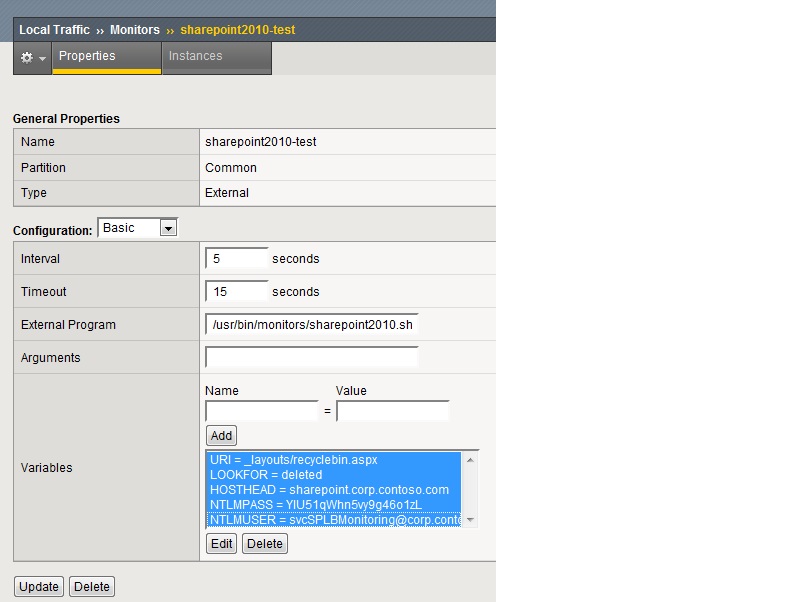 Local Traffic ›› Monitors ›› sharepoint2010-test
Properties Instances
General Properties
Name sharepoint2010-test
Partition Common
Type External
Configuration: Basic
Interval 5 seconds
Timeout 15 seconds
External Program /usr/bin/monitors/sharepoint2010.sh
Arguments
Name Value
=
Add
Variables
URI = _layouts/recyclebin.aspx
LOOKFOR = deleted
HOSTHEAD = sharepoint.corp.contoso.com
NTLMPASS = YIU51qWhn5vy9g46o1zL
NTLMUSER = svcSPLBMonitoring@corp.conto
Edit Delete
Update Delete